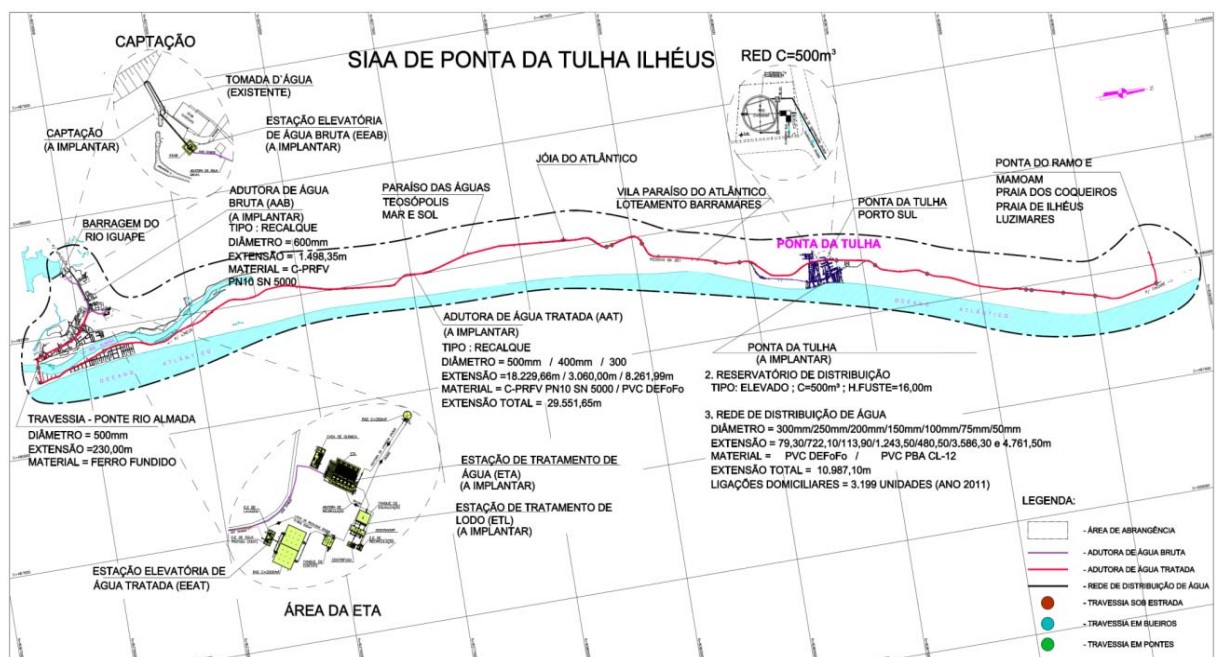 SIAA DE PONTA DA TULHA ILHÉUS
CAPTAÇÃO
TOMADA D`ÁGUA
(EXISTENTE)
CAPTAÇÃO
(A IMPLANTAR)
ESTAÇÃO ELEVATÓRIA
DE ÁGUA BRUTA (EEAB)
(A IMPLANTAR)
RED C=500m³
BARRAGEM DO
RIO IGUAPE
ADUTORA DE ÁGUA
BRUTA (AAB)
(A IMPLANTAR)
TIPO : RECALQUE
DIÂMETRO = 600mm
EXTENSÃO = 1.498,35m
MATERIAL = C-PRFV
PN10 SN 5000
PARAÍSO DAS ÁGUAS
TEOSÓPOLIS
MAR E SOL
JÓIA DO ATLÂNTICO
VILA PARAÍSO DO ATLÂNTICO
LOTEAMENTO BARRAMARES
PONTA DA TULHA
PORTO SUL
PONTA DA TULHA
PONTA DO RAMO E
MAMOAM
PRAIA DOS COQUEIROS
PRAIA DE ILHÉUS
LUZIMARES
OCEANO ATLÂNTICO
OCEANO ATLÂNTICO
ADUTORA DE ÁGUA TRATADA (AAT)
(A IMPLANTAR)
TIPO : RECALQUE
DIÂMETRO = 500mm / 400mm / 300
EXTENSÃO =18.229,66m / 3.060,00m / 8.261,99m
MATERIAL = C-PRFV PN10 SN 5000 / PVC DEFoFo
EXTENSÃO TOTAL = 29.551,65m
PONTA DA TULHA
(A IMPLANTAR)
2. RESERVATÓRIO DE DISTRIBUIÇÃO
TIPO: ELEVADO ; C=500m³ ; H.FUSTE=16,00m
3. REDE DE DISTRIBUIÇÃO DE ÁGUA
DIÂMETRO = 300mm/250mm/200mm/150mm/100mm/75mm/50mm
EXTENSÃO = 79,30/722,10/113,90/1.243,50/480,50/3.586,30 e 4.761,50m
MATERIAL = PVC DEFoFo / PVC PBA CL-12
EXTENSÃO TOTAL = 10.987,10m
LIGAÇÕES DOMICILIARES = 3.199 UNIDADES (ANO 2011)
TRAVESSIA - PONTE RIO ALMADA
DIÂMETRO = 500mm
EXTENSÃO =230,00m
MATERIAL = FERRO FUNDIDO
ESTAÇÃO DE TRATAMENTO DE
ÁGUA (ETA)
(A IMPLANTAR)
ESTAÇÃO DE TRATAMENTO DE
LODO (ETL)
(A IMPLANTAR)
ESTAÇÃO ELEVATÓRIA DE
ÁGUA TRATADA (EEAT)
ÁREA DA ETA
LEGENDA:
- ÁREA DE ABRANGÊNCIA
- ADUTORA DE ÁGUA BRUTA
- ADUTORA DE ÁGUA TRATADA
- REDE DE DISTRIBUIÇÃO DE ÁGUA
- TRAVESSIA SOB ESTRADA
- TRAVESSIA EM BUEIROS
- TRAVESSIA EM PONTES